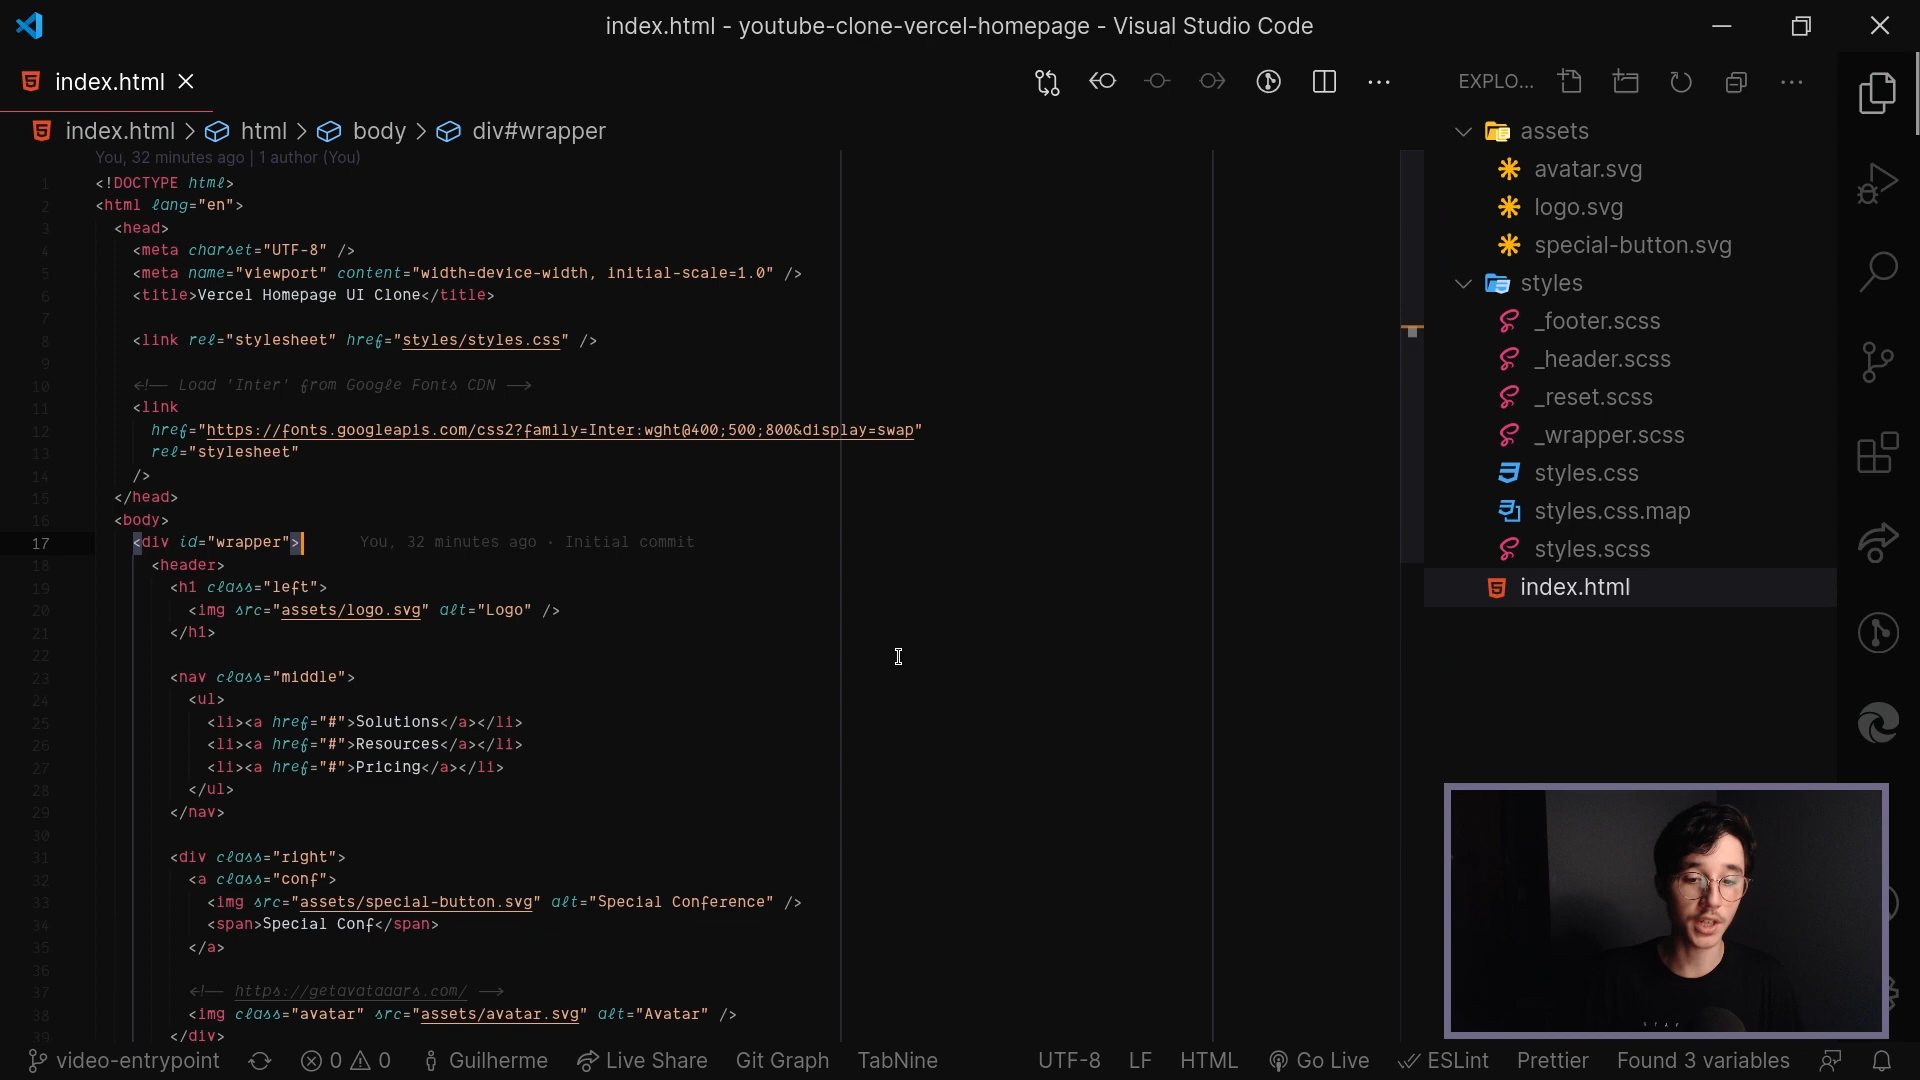 index.html - youtube-clone-vercel-homepage - Visual Studio Code
index.html
EXPLO...
index.html > html > body > div#wrapper
You, 32 minutes ago | 1 author (You)
1 <!DOCTYPE html>
2 <html lang="en">
3 <head>
4 <meta charset="UTF-8" />
5 <meta name="viewport" content="width=device-width, initial-scale=1.0" />
6 <title>Vercel Homepage UI Clone</title>
7
8 <link rel="stylesheet" href="styles/styles.css" />
9
10 <!-- Load 'Inter' from Google Fonts CDN -->
11 <link
12 href="https://fonts.googleapis.com/css2?family=Inter:wght@400;500;800&display=swap"
13 rel="stylesheet"
14 />
15 </head>
16 <body>
17 <div id="wrapper"> You, 32 minutes ago • Initial commit
18 <header>
19 <h1 class="left">
20 <img src="assets/logo.svg" alt="Logo" />
21 </h1>
22
23 <nav class="middle">
24 <ul>
25 <li><a href="#">Solutions</a></li>
26 <li><a href="#">Resources</a></li>
27 <li><a href="#">Pricing</a></li>
28 </ul>
29 </nav>
30
31 <div class="right">
32 <a class="conf">
33 <img src="assets/special-button.svg" alt="Special Conference" />
34 <span>Special Conf</span>
35 </a>
36
37 <!-- https://getavataaars.com/ -->
38 <img class="avatar" src="assets/avatar.svg" alt="Avatar" />
39 </div>
assets
avatar.svg
logo.svg
special-button.svg
styles
_footer.scss
_header.scss
_reset.scss
_wrapper.scss
styles.css
styles.css.map
styles.scss
index.html
video-entrypoint 0 0 Guilherme Live Share Git Graph TabNine UTF-8 LF HTML Go Live ESLint Prettier Found 3 variables